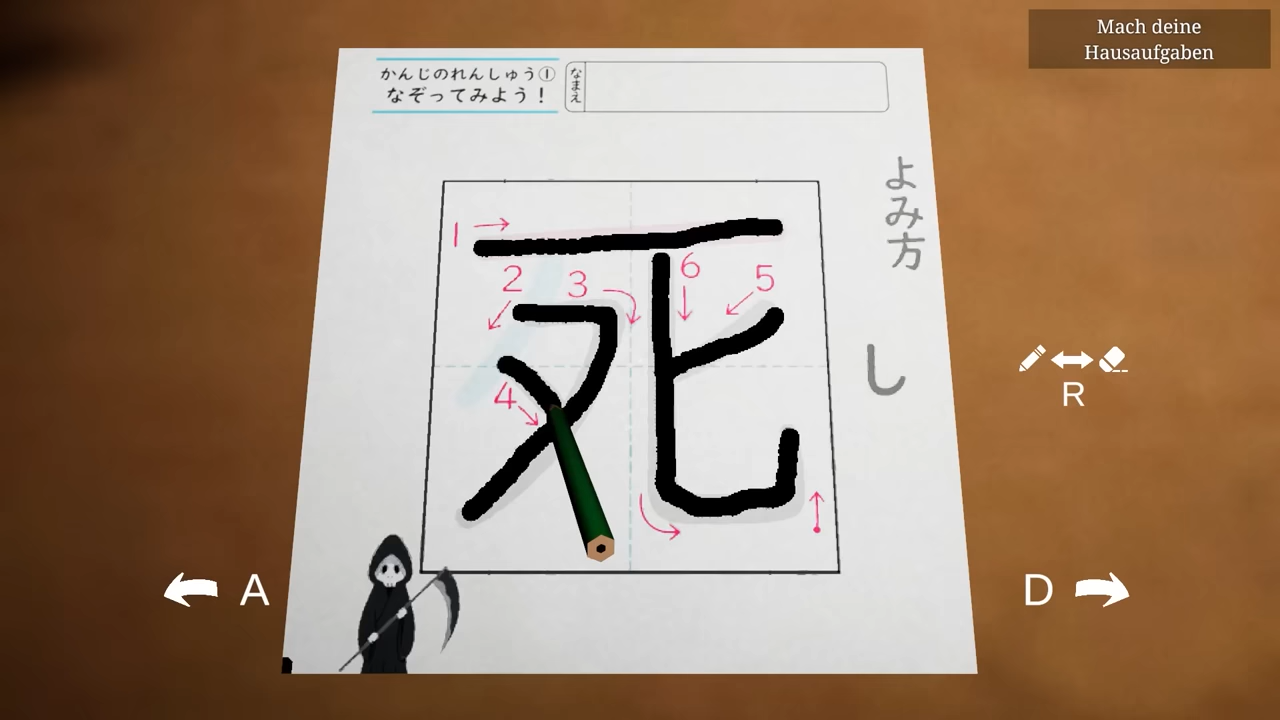 Mach deine
Hausaufgaben
かんじのれんしゅう①
なぞってみよう!
なまえ
よみ方
し
死
1
2
3
4
5
6
R
A
D